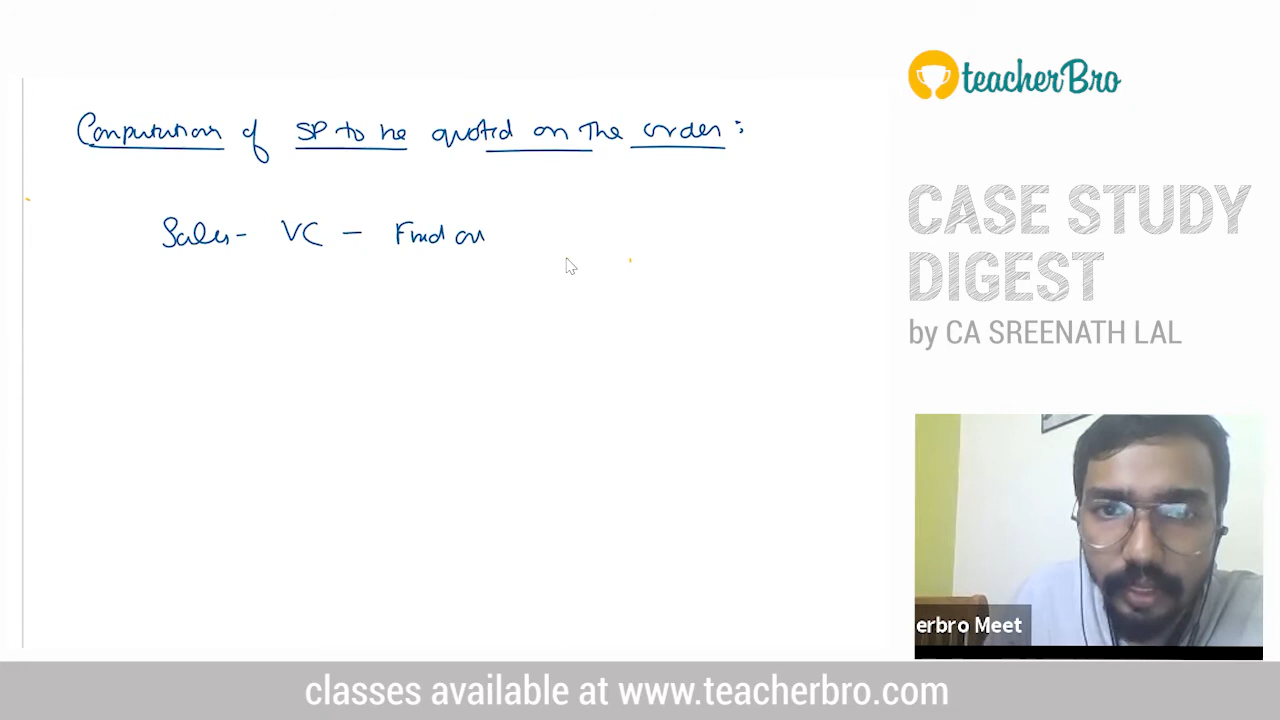 teacherBro
Computation of SP to be quoted on the order:
Sales - VC - Fixed on
CASE STUDY
DIGEST
by CA SREENATH LAL
erbro Meet
classes available at www.teacherbro.com